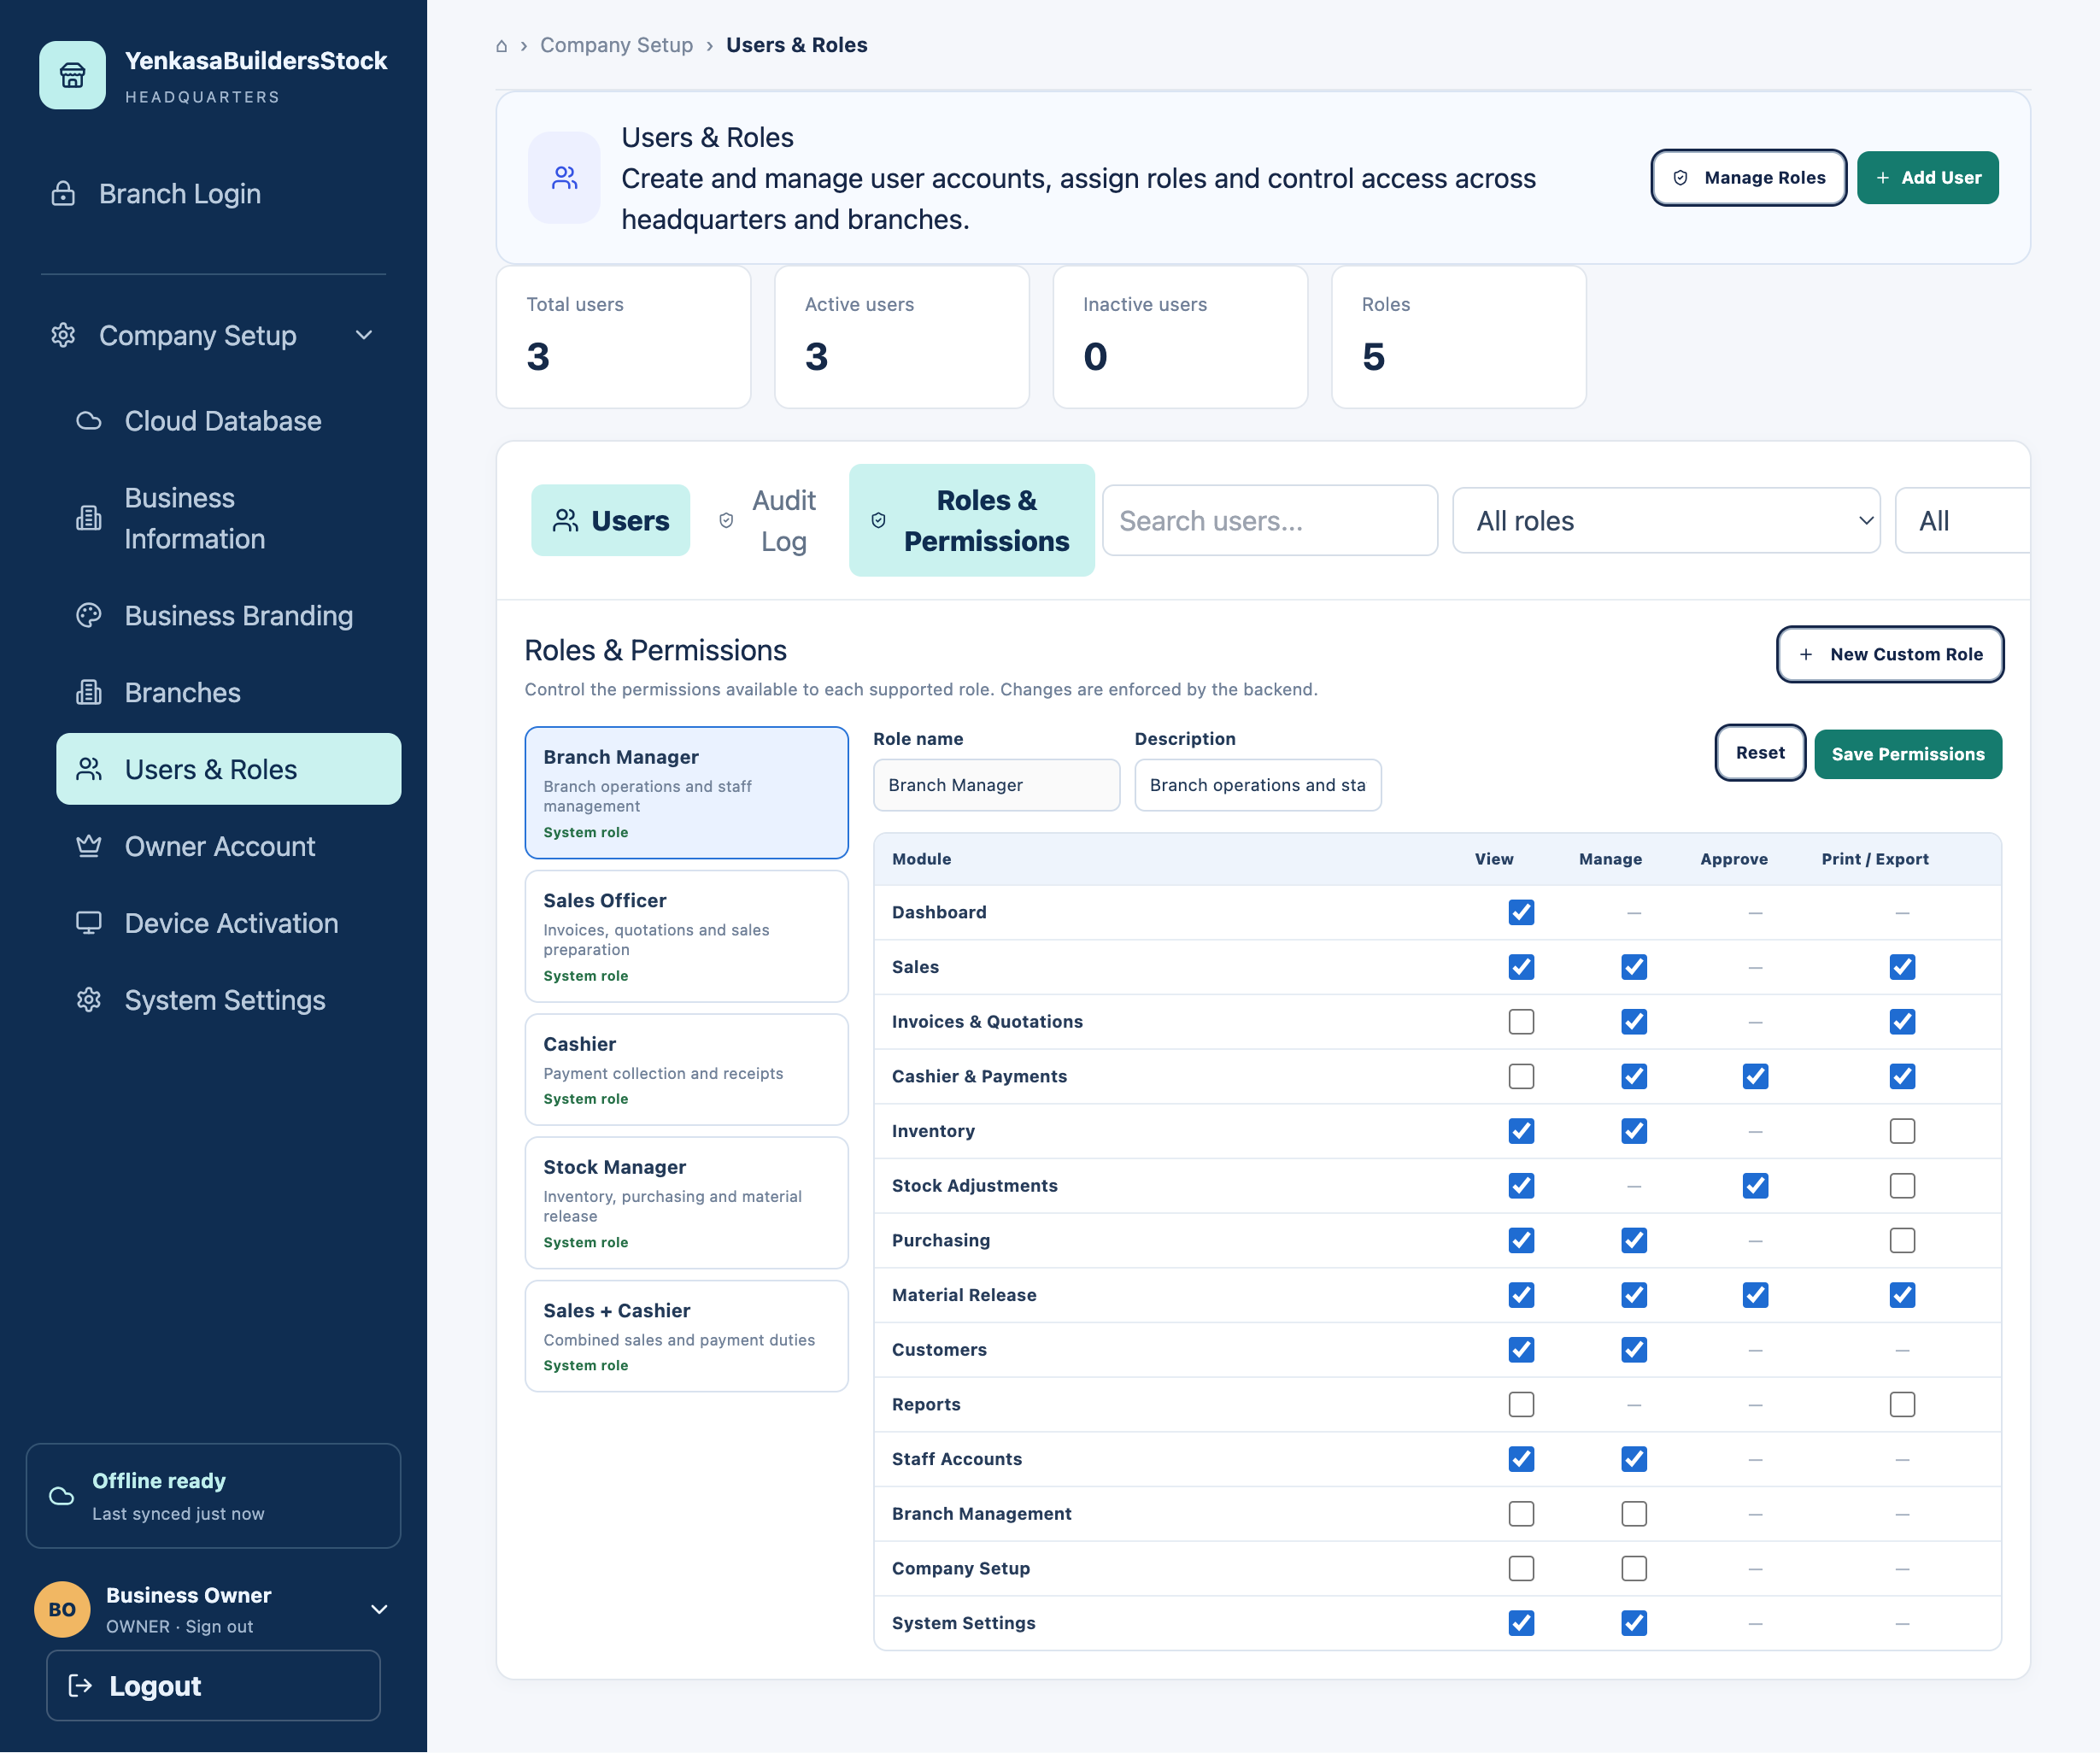 YenkasaBuildersStock
HEADQUARTERS
Branch Login
Company Setup
Cloud Database
Business
Information
Business Branding
Branches
Users & Roles
Owner Account
Device Activation
System Settings
Offline ready
Last synced just now
BO
Business Owner
OWNER · Sign out
Logout
Company Setup › Users & Roles
Users & Roles
Create and manage user accounts, assign roles and control access across
headquarters and branches.
Manage Roles
+ Add User
Total users
3
Active users
3
Inactive users
0
Roles
5
Users
Audit
Log
Roles &
Permissions
Search users...
All roles
All
Roles & Permissions
Control the permissions available to each supported role. Changes are enforced by the backend.
+ New Custom Role
Branch Manager
Branch operations and staff
management
System role
Sales Officer
Invoices, quotations and sales
preparation
System role
Cashier
Payment collection and receipts
System role
Stock Manager
Inventory, purchasing and material
release
System role
Sales + Cashier
Combined sales and payment duties
System role
Role name
Branch Manager
Description
Branch operations and sta
Reset
Save Permissions
Module View Manage Approve Print / Export
Dashboard — — —
Sales —
Invoices & Quotations —
Cashier & Payments
Inventory —
Stock Adjustments —
Purchasing —
Material Release
Customers — —
Reports — —
Staff Accounts — —
Branch Management — —
Company Setup — —
System Settings — —